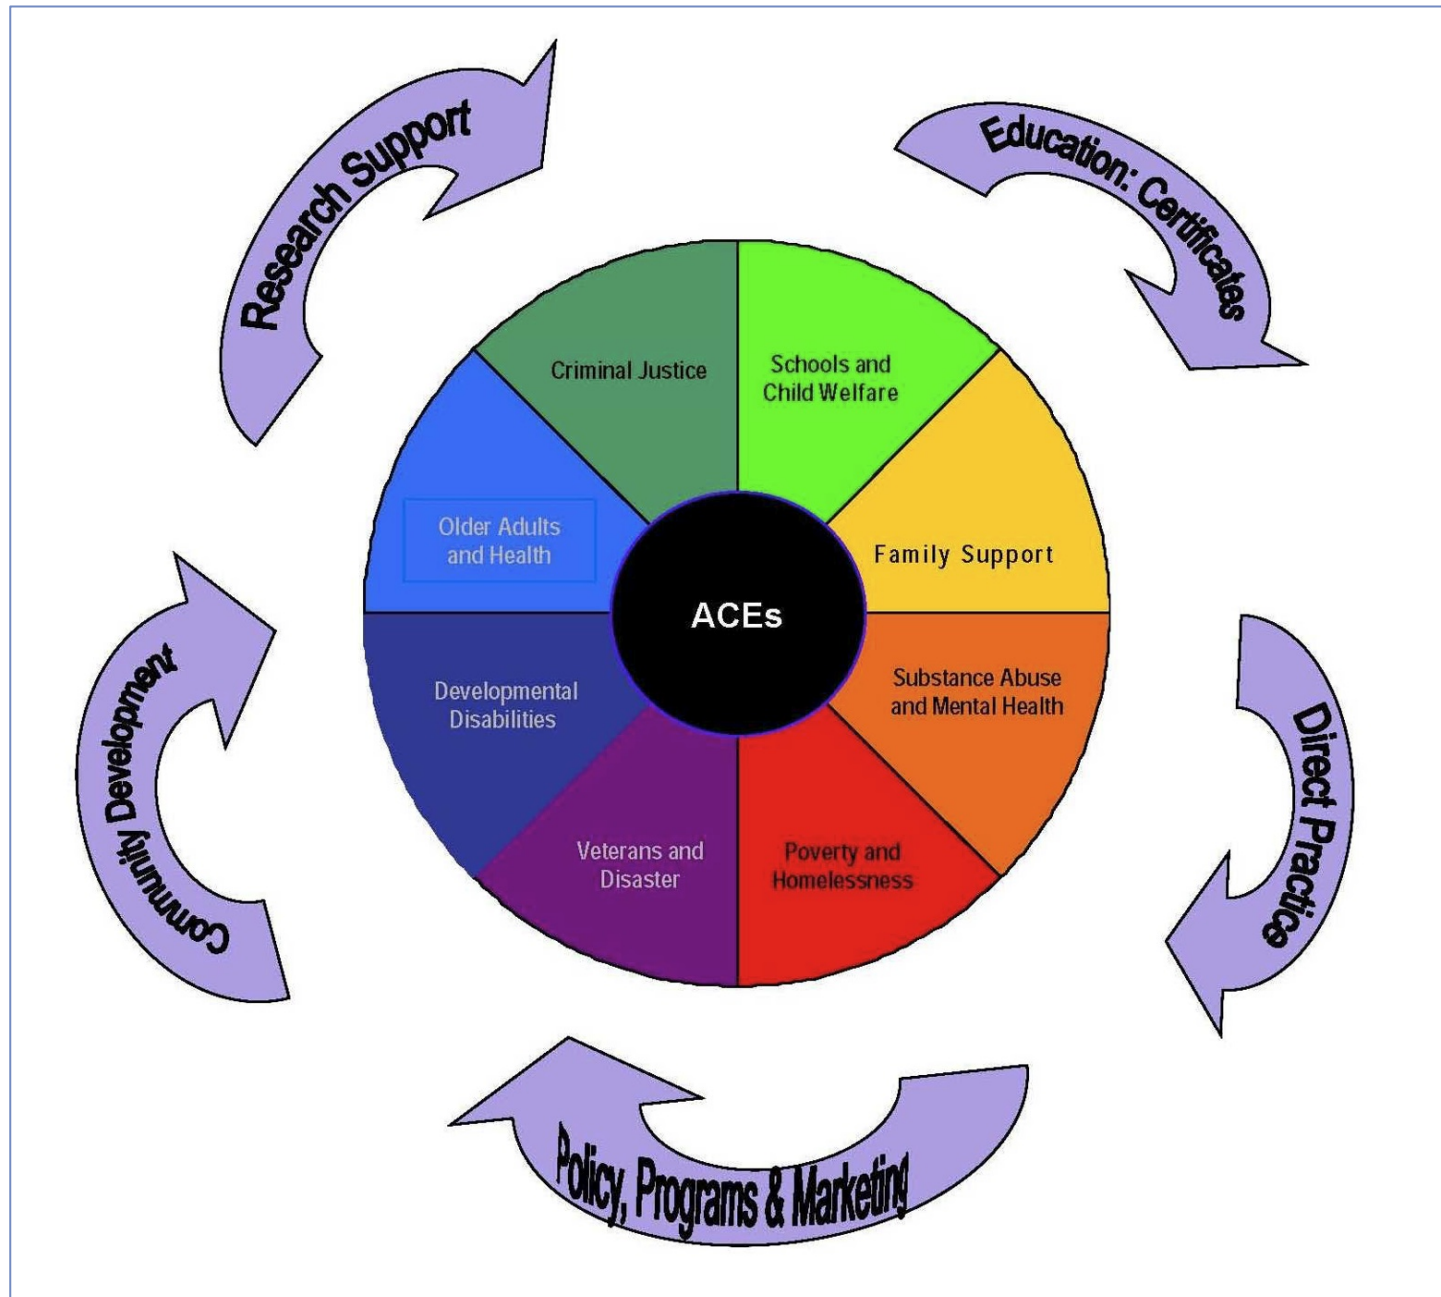 Research Support
Education: Certificates
Criminal Justice
Schools and
Child Welfare
Older Adults
and Health
Family Support
ACEs
Developmental
Disabilities
Substance Abuse
and Mental Health
Veterans and
Disaster
Poverty and
Homelessness
Community Development
Direct Practice
Policy, Programs & Marketing